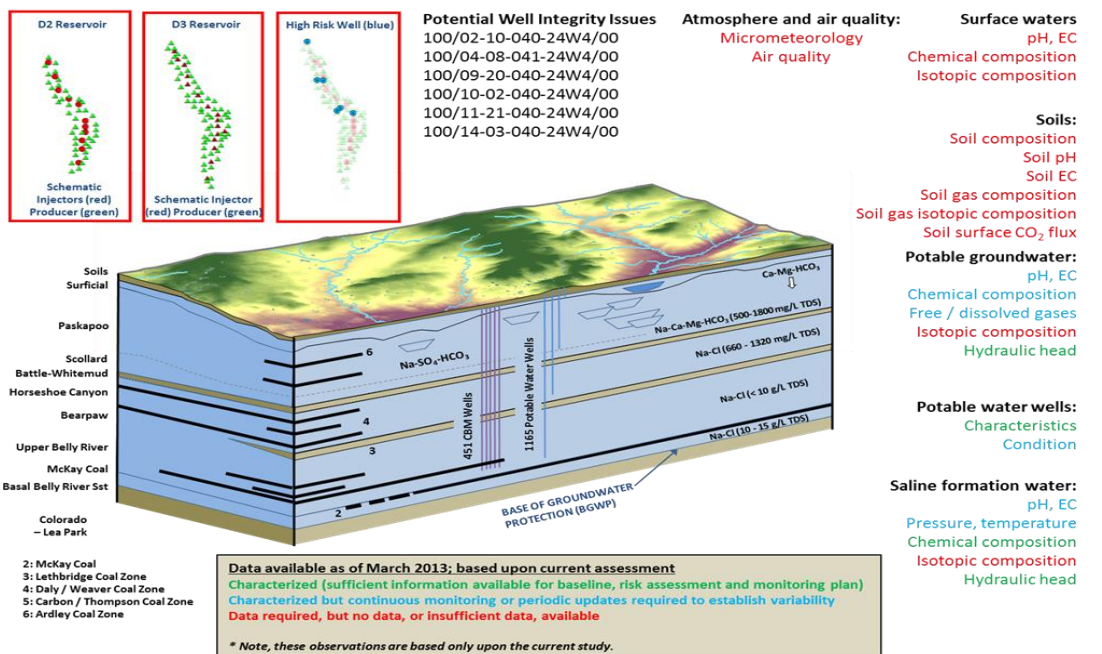 D2 Reservoir
Schematic
Injectors (red)
Producer (green)
D3 Reservoir
Schematic Injector
(red) Producer (green)
High Risk Well (blue)
Potential Well Integrity Issues
100/02-10-040-24W4/00
100/04-08-041-24W4/00
100/09-20-040-24W4/00
100/10-02-040-24W4/00
100/11-21-040-24W4/00
100/14-03-040-24W4/00
Atmosphere and air quality:
Micrometeorology
Air quality
Surface waters
pH, EC
Chemical composition
Isotopic composition
Soils:
Soil composition
Soil pH
Soil EC
Soil gas composition
Soil gas isotopic composition
Soil surface CO₂ flux
Potable groundwater:
pH, EC
Chemical composition
Free / dissolved gases
Isotopic composition
Hydraulic head
Potable water wells:
Characteristics
Condition
Saline formation water:
pH, EC
Pressure, temperature
Chemical composition
Isotopic composition
Hydraulic head
Soils
Surficial
Paskapoo
Scollard
Battle-Whitemud
Horseshoe Canyon
Bearpaw
Upper Belly River
McKay Coal
Basal Belly River Sst
Colorado
– Lea Park
6
4
3
2
Na-SO₄-HCO₃
451 CBM Wells
1165 Potable Water Wells
Ca-Mg-HCO₃
Na-Ca-Mg-HCO₃ (500-1800 mg/L TDS)
Na-Cl (660 - 1320 mg/L TDS)
Na-Cl (< 10 g/L TDS)
Na-Cl (10 - 15 g/L TDS)
BASE OF GROUNDWATER
PROTECTION (BGWP)
2: McKay Coal
3: Lethbridge Coal Zone
4: Daly / Weaver Coal Zone
5: Carbon / Thompson Coal Zone
6: Ardley Coal Zone
Data available as of March 2013; based upon current assessment
Characterized (sufficient information available for baseline, risk assessment and monitoring plan)
Characterized but continuous monitoring or periodic updates required to establish variability
Data required, but no data, or insufficient data, available
* Note, these observations are based only upon the current study.